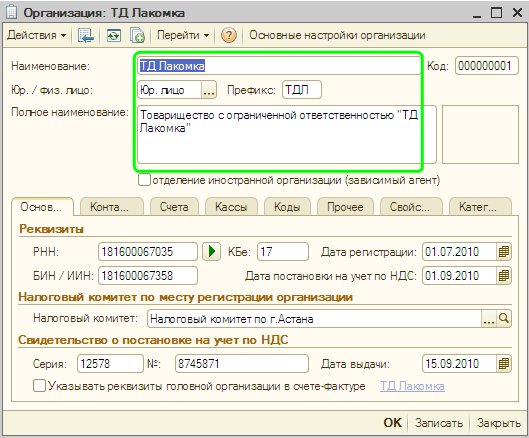 Организация: ТД Лакомка
Действия Перейти ? Основные настройки организации
Наименование: ТД Лакомка Код: 000000001
Юр. / физ. лицо: Юр. лицо ... Префикс: ТДЛ
Полное наименование: Товарищество с ограниченной ответственностью "ТД
Лакомка"
отделение иностранной организации (зависимый агент)
Основ... Конта... Счета Кассы Коды Прочее Свойс... Катег...
Реквизиты
РНН: 181600067035 КБе: 17 Дата регистрации: 01.07.2010
БИН / ИИН: 181600067358 Дата постановки на учет по НДС: 01.09.2010
Налоговый комитет по месту регистрации организации
Налоговый комитет: Налоговый комитет по г.Астана ...
Свидетельство о постановке на учет по НДС
Серия: 12578 №: 8745871 Дата выдачи: 15.09.2010
Указывать реквизиты головной организации в счете-фактуре ТД Лакомка
OK Записать Закрыть